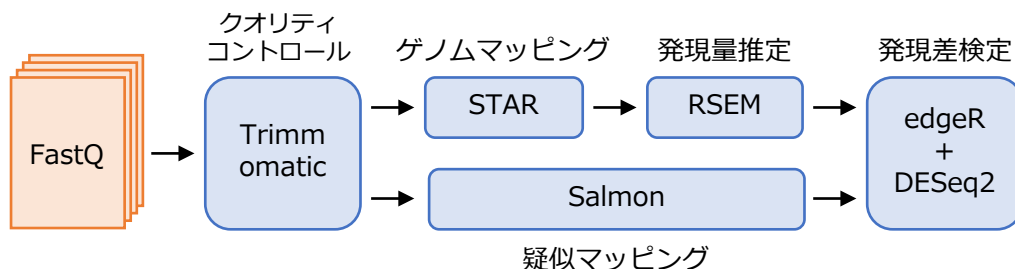 クオリティ
コントロール
ゲノムマッピング
発現量推定
発現差検定
FastQ
Trimm
omatic
STAR
RSEM
Salmon
edgeR
+
DESeq2
疑似マッピング